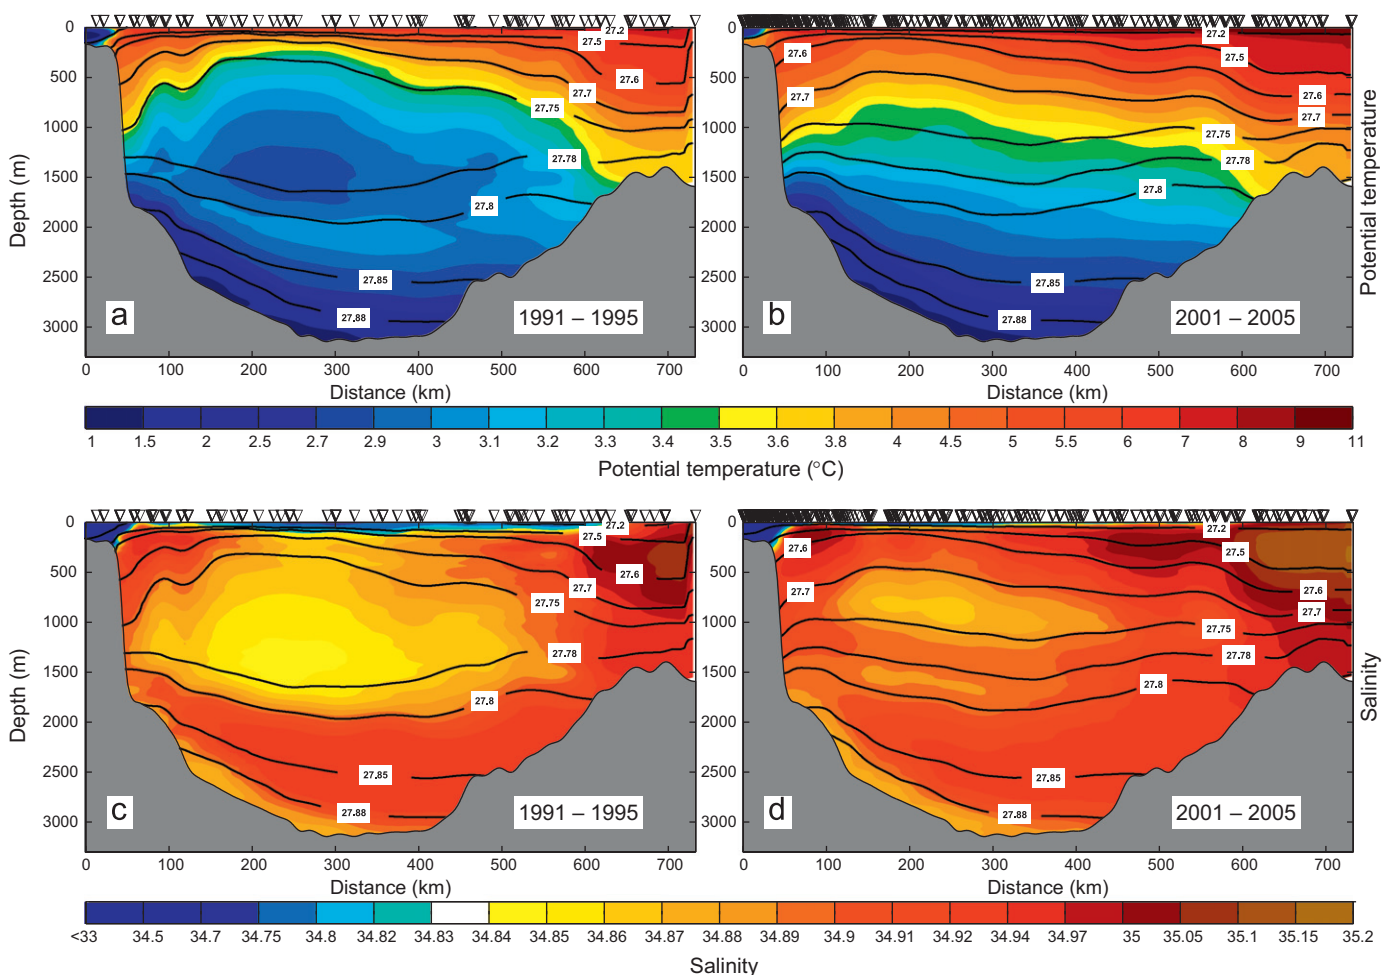 27.2
27.5
27.6
27.7
27.75
27.78
27.8
27.85
27.88
a
1991 – 1995
0
500
1000
1500
2000
2500
3000
Depth (m)
0 100 200 300 400 500 600 700
Distance (km)
27.2
27.6
27.5
27.7
27.6
27.7
27.75
27.78
27.8
27.85
27.88
b
2001 – 2005
0
500
1000
1500
2000
2500
3000
Potential temperature
0 100 200 300 400 500 600 700
Distance (km)
1 1.5 2 2.5 2.7 2.9 3 3.1 3.2 3.3 3.4 3.5 3.6 3.8 4 4.5 5 5.5 6 7 8 9 11
Potential temperature (°C)
27.2
27.5
27.6
27.7
27.75
27.78
27.8
27.85
27.88
c
1991 – 1995
0
500
1000
1500
2000
2500
3000
Depth (m)
0 100 200 300 400 500 600 700
Distance (km)
27.2
27.6
27.5
27.7
27.6
27.7
27.75
27.78
27.8
27.85
27.88
d
2001 – 2005
0
500
1000
1500
2000
2500
3000
Salinity
0 100 200 300 400 500 600 700
Distance (km)
<33 34.5 34.7 34.75 34.8 34.82 34.83 34.84 34.85 34.86 34.87 34.88 34.89 34.9 34.91 34.92 34.94 34.97 35 35.05 35.1 35.15 35.2
Salinity